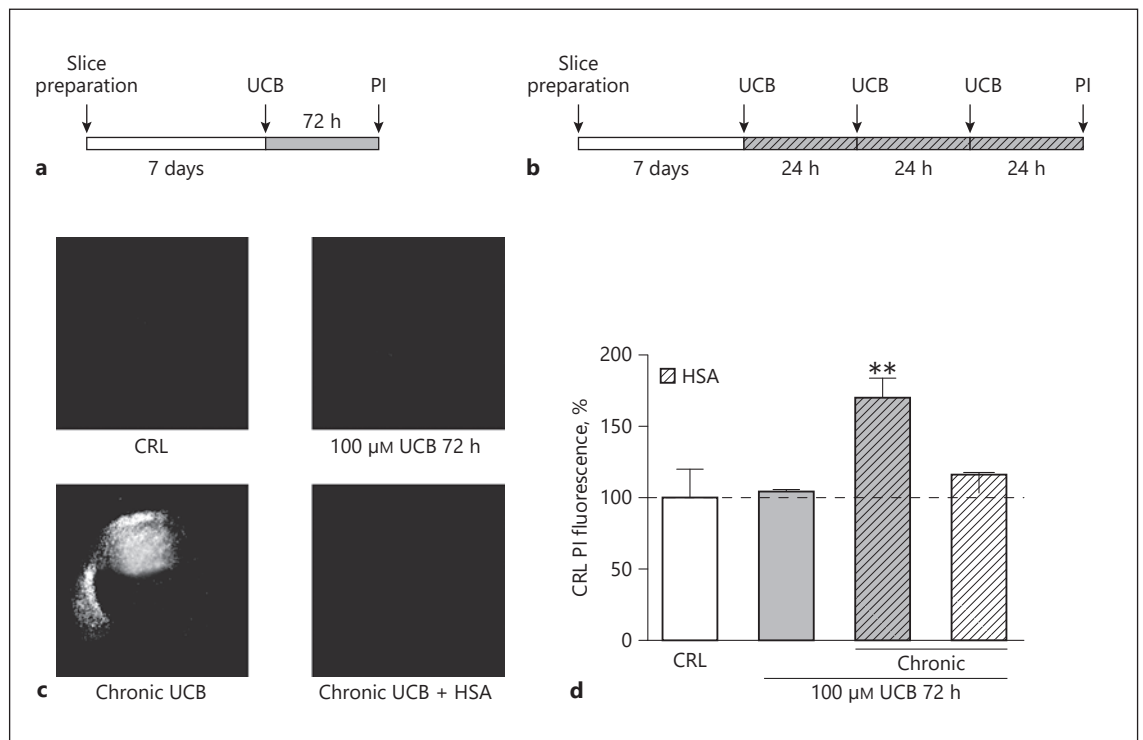 Slice
preparation
UCB
PI
72 h
7 days
a
Slice
preparation
UCB
UCB
UCB
PI
7 days
24 h
24 h
24 h
b
CRL
100 μM UCB 72 h
Chronic UCB
Chronic UCB + HSA
c
CRL PI fluorescence, %
200
150
100
50
0
HSA
**
CRL
Chronic
100 μM UCB 72 h
d